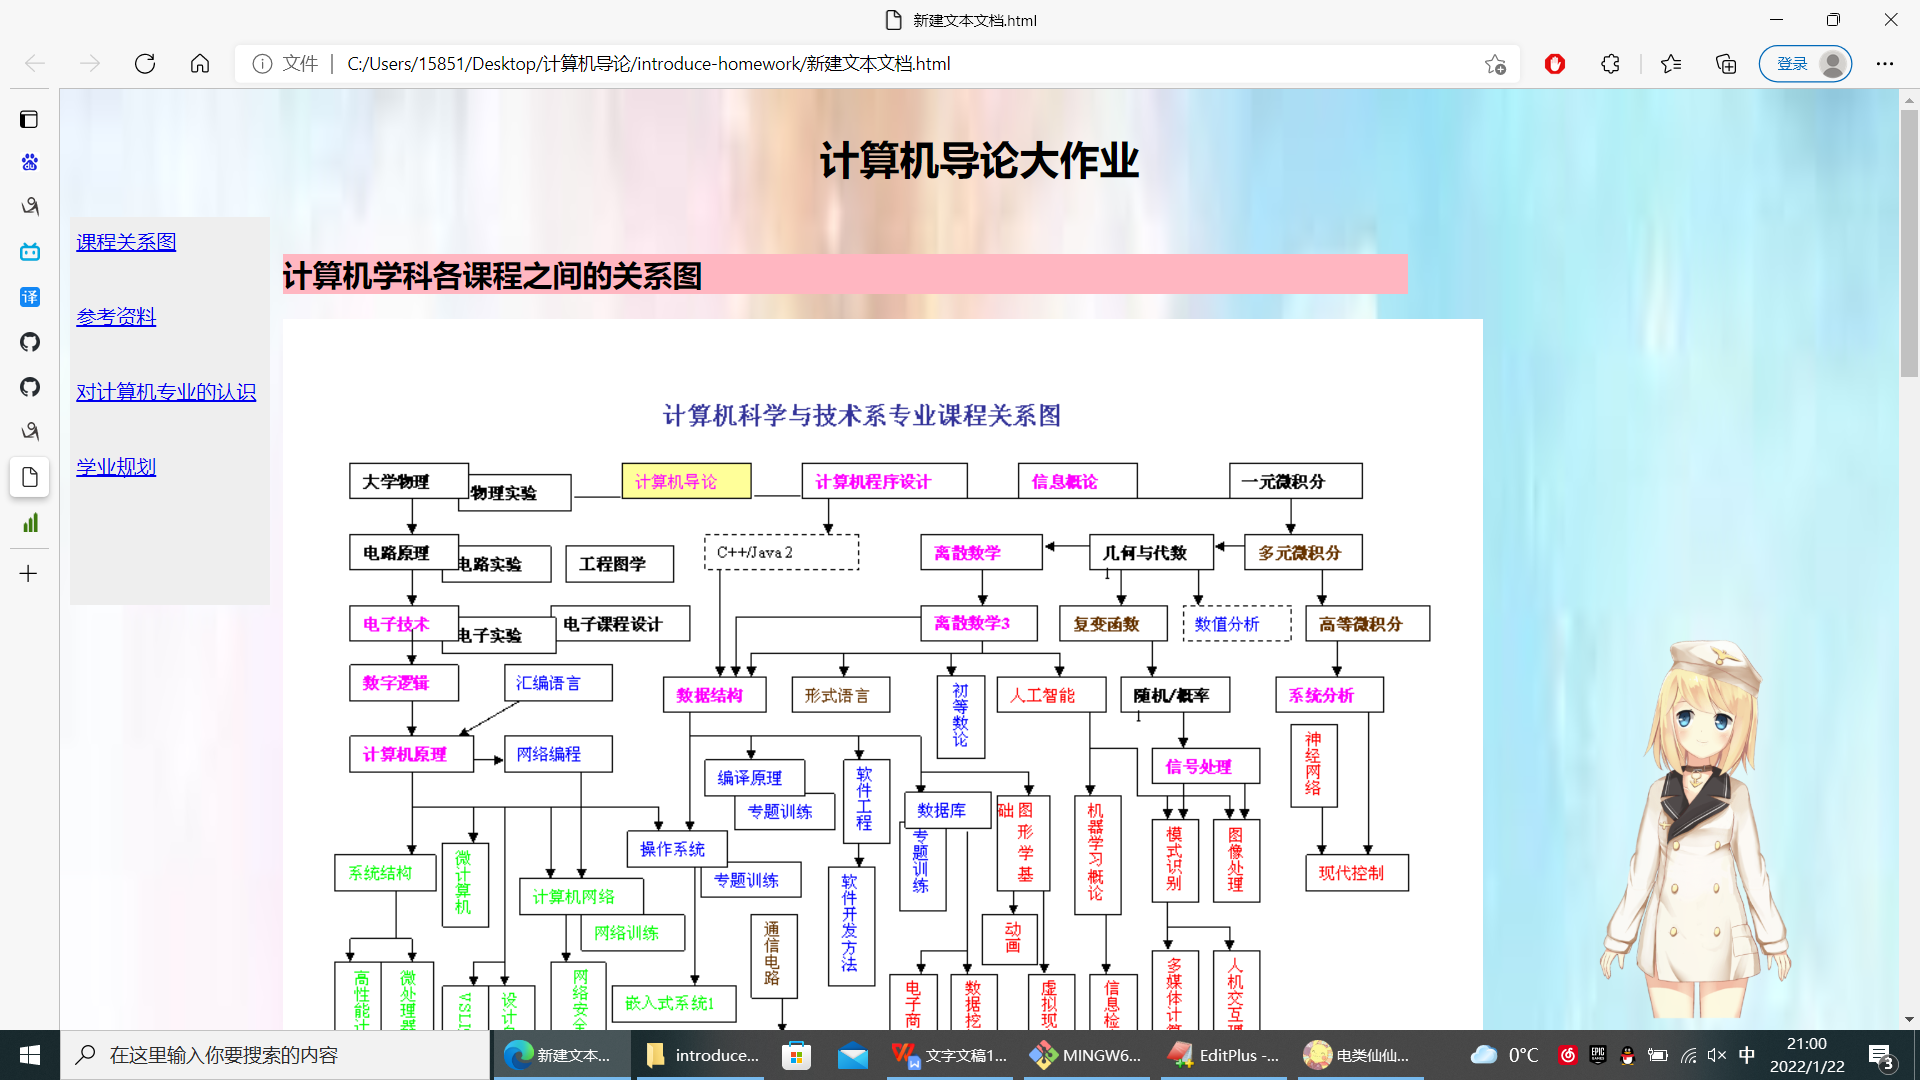 新建文本文档.html
文件
C:/Users/15851/Desktop/计算机导论/introduce-homework/新建文本文档.html
登录
译
计算机导论大作业
课程关系图
参考资料
对计算机专业的认识
学业规划
计算机学科各课程之间的关系图
计算机科学与技术系专业课程关系图
大学物理
物理实验
计算机导论
计算机程序设计
信息概论
一元微积分
电路原理
电路实验
工程图学
C++/Java 2
离散数学
几何与代数
多元微积分
电子技术
电子实验
电子课程设计
离散数学3
复变函数
数值分析
高等微积分
数字逻辑
汇编语言
数据结构
形式语言
初等数论
人工智能
随机/概率
系统分析
计算机原理
网络编程
编译原理
专题训练
软件工程
数据库
专题训练
图形学基础
机器学习概论
信号处理
神经网络
模式识别
图像处理
现代控制
系统结构
微计算机
操作系统
专题训练
计算机网络
网络训练
通信电路
软件开发方法
动画
高性能计
微处理器
VSLI
设计
网络安全
嵌入式系统1
电子商
数据挖
虚拟现
信息检
多媒体计算
人机交互
在这里输入你要搜索的内容
新建文本...
introduce...
文字文稿1...
MINGW6...
EditPlus -...
电类仙仙...
0°C
EPIC
中
21:00
2022/1/22
3